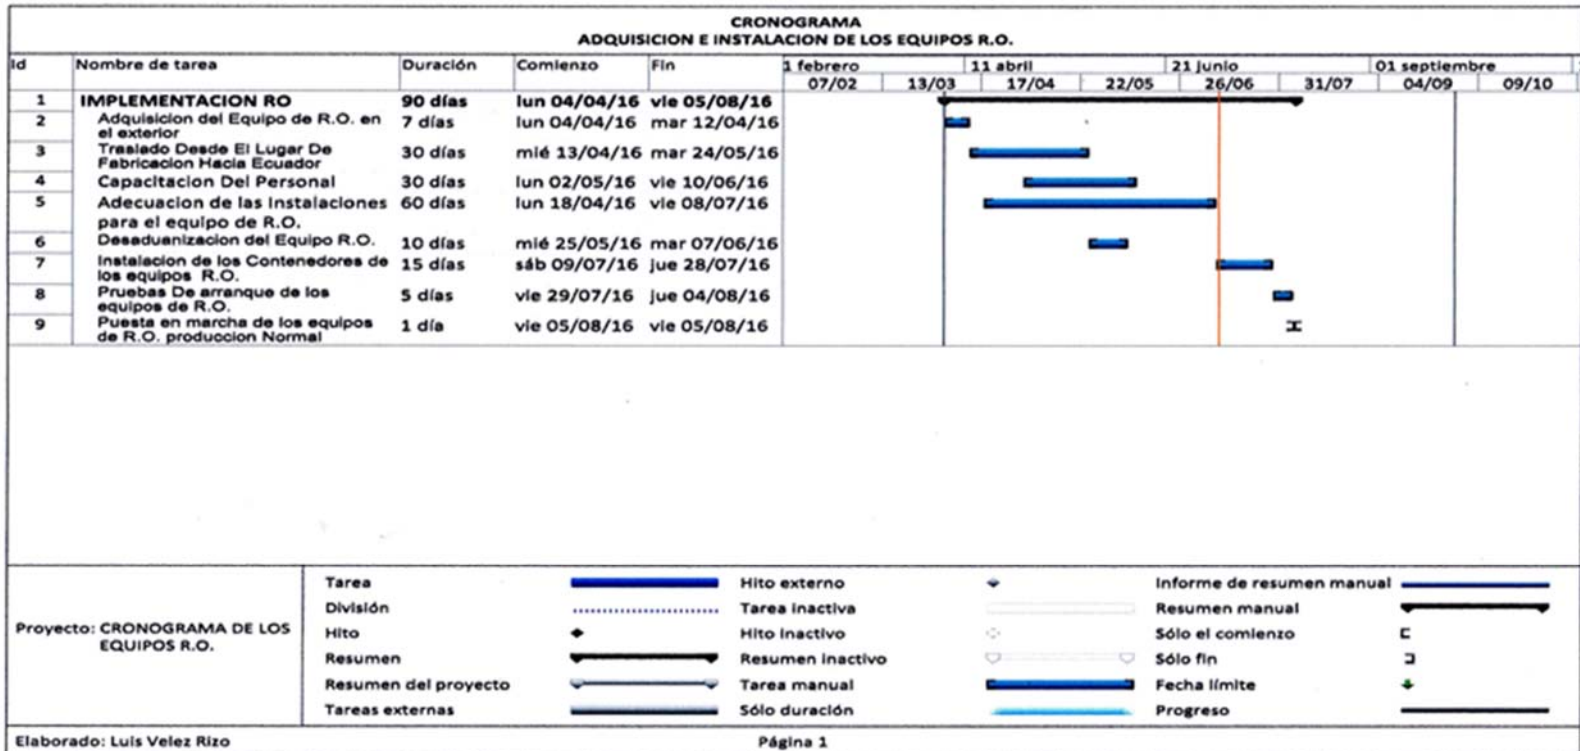 CRONOGRAMA
ADQUISICION E INSTALACION DE LOS EQUIPOS R.O.
Id Nombre de tarea Duración Comienzo Fin 1 febrero 11 abril 21 junio 01 septiembre
07/02 13/03 17/04 22/05 26/06 31/07 04/09 09/10
1 IMPLEMENTACION RO 90 días lun 04/04/16 vie 05/08/16
2 Adquisicion del Equipo de R.O. en 7 días lun 04/04/16 mar 12/04/16
el exterior
3 Traslado Desde El Lugar De 30 días mié 13/04/16 mar 24/05/16
Fabricacion Hacia Ecuador
4 Capacitacion Del Personal 30 días lun 02/05/16 vie 10/06/16
5 Adecuacion de las Instalaciones 60 días lun 18/04/16 vie 08/07/16
para el equipo de R.O.
6 Desaduanizacion del Equipo R.O. 10 días mié 25/05/16 mar 07/06/16
7 Instalacion de los Contenedores de 15 días sáb 09/07/16 jue 28/07/16
los equipos R.O.
8 Pruebas De arranque de los 5 días vie 29/07/16 jue 04/08/16
equipos de R.O.
9 Puesta en marcha de los equipos 1 día vie 05/08/16 vie 05/08/16
de R.O. produccion Normal
Proyecto: CRONOGRAMA DE LOS
EQUIPOS R.O.
Tarea Hito externo Informe de resumen manual
División Tarea inactiva Resumen manual
Hito Hito inactivo Sólo el comienzo
Resumen Resumen inactivo Sólo fin
Resumen del proyecto Tarea manual Fecha límite
Tareas externas Sólo duración Progreso
Elaborado: Luis Velez Rizo Página 1